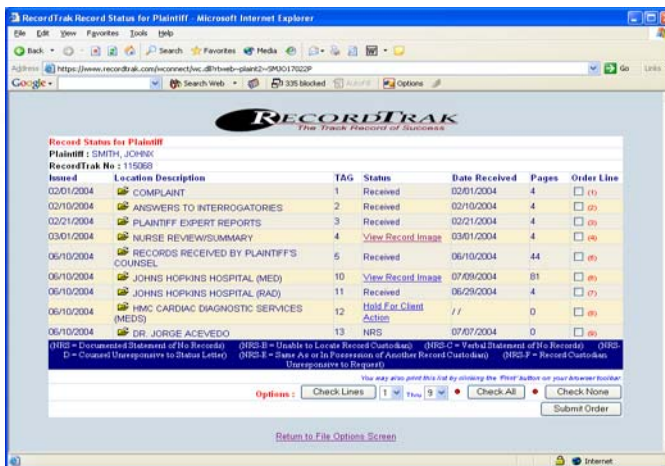 RecordTrak Record Status for Plaintiff - Microsoft Internet Explorer
File Edit View Favorites Tools Help
Back Search Favorites Media
Address https://www.recordtrak.com/wconnect/wc.dll? Go Links
Google Search Web 335 blocked Options
RECORDTRAK
The Track Record of Success
Record Status for Plaintiff
Plaintiff : SMITH, JOHNX
RecordTrak No : 115068
Issued Location Description TAG Status Date Received Pages Order Line
02/01/2004 COMPLAINT 1 Received 02/01/2004 4 (1)
02/10/2004 ANSWERS TO INTERROGATORIES 2 Received 02/10/2004 4 (2)
02/21/2004 PLAINTIFF EXPERT REPORTS 3 Received 02/21/2004 4 (3)
03/01/2004 NURSE REVIEW/SUMMARY 4 View Record Image 03/01/2004 4 (4)
06/10/2004 RECORDS RECEIVED BY PLAINTIFF'S COUNSEL 5 Received 06/10/2004 44 (5)
06/10/2004 JOHNS HOPKINS HOSPITAL (MED) 10 View Record Image 07/09/2004 81 (6)
06/10/2004 JOHNS HOPKINS HOSPITAL (RAD) 11 Received 06/29/2004 4 (7)
06/10/2004 HMC CARDIAC DIAGNOSTIC SERVICES (MEDS) 12 Hold For Client Action / / 0 (8)
06/10/2004 DR. JORGE ACEVEDO 13 NRS 07/07/2004 0 (9)
(NRS = Documented Statement of No Records) (NRS-B = Unable to Locate Record Custodian) (NRS-C = Verbal Statement of No Records) (NRS-
D = Counsel Unresponsive to Status Letter) (NRS-E = Same As or In Possession of Another Record Custodian) (NRS-F = Record Custodian
Unresponsive to Request)
You may also print this list by clicking the 'Print' button on your browser toolbar
Options : Check Lines 1 Thru 9 Check All Check None
Submit Order
Return to File Options Screen
Internet